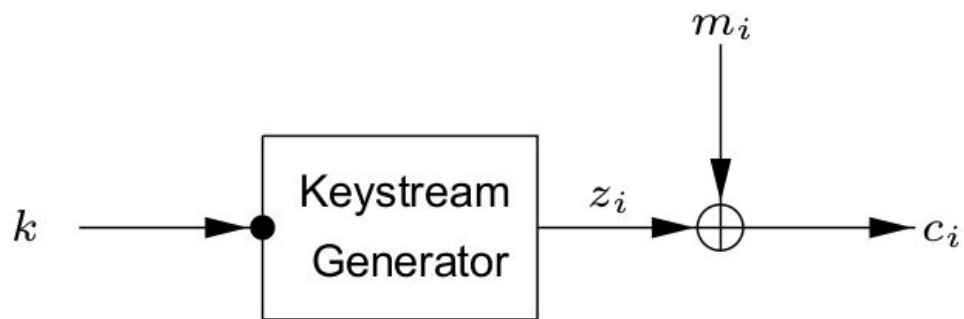 m_i
Keystream
z_i
k
c_i
Generator